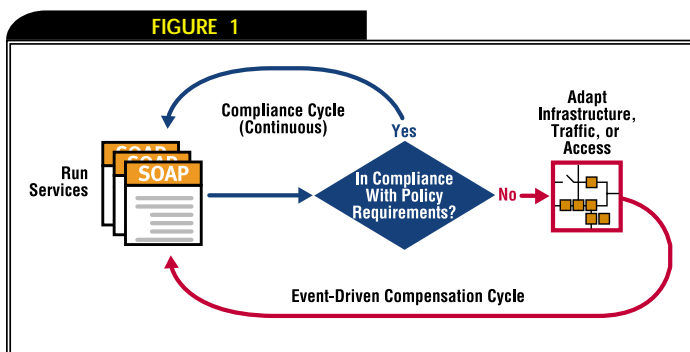 FIGURE 1
Compliance Cycle
(Continuous)
Yes
Adapt
Infrastructure,
Traffic, or
Access
Run
Services
SOAP
SOAP
SOAP
In Compliance
With Policy
Requirements?
No
Event-Driven Compensation Cycle